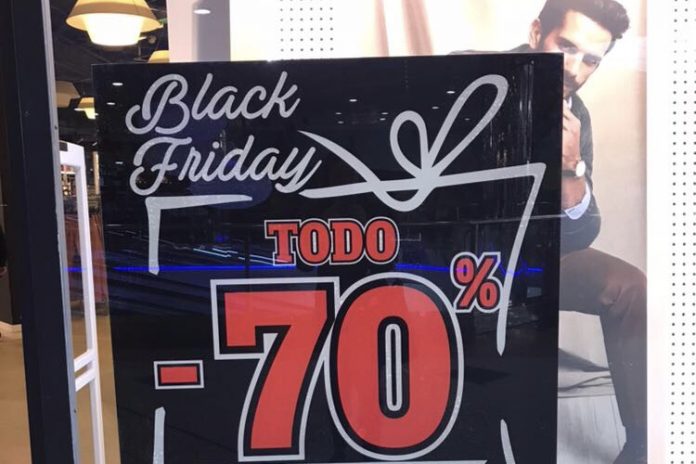 Black
Friday
TODO
-70%